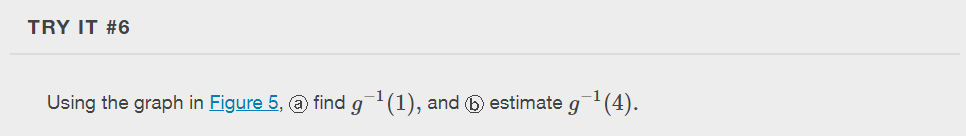 TRY IT #6
Using the graph in Figure 5, ⓐ find g⁻¹(1), and ⓑ estimate g⁻¹(4).